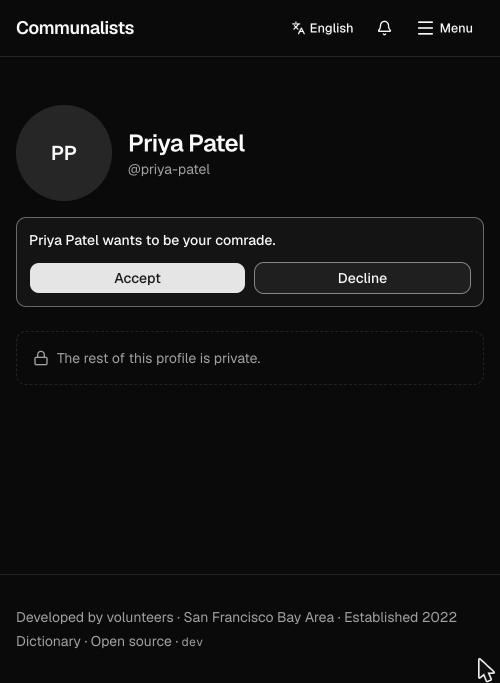 Communalists
English
Menu
PP
Priya Patel
@priya-patel
Priya Patel wants to be your comrade.
Accept
Decline
The rest of this profile is private.
Developed by volunteers · San Francisco Bay Area · Established 2022
Dictionary · Open source · dev